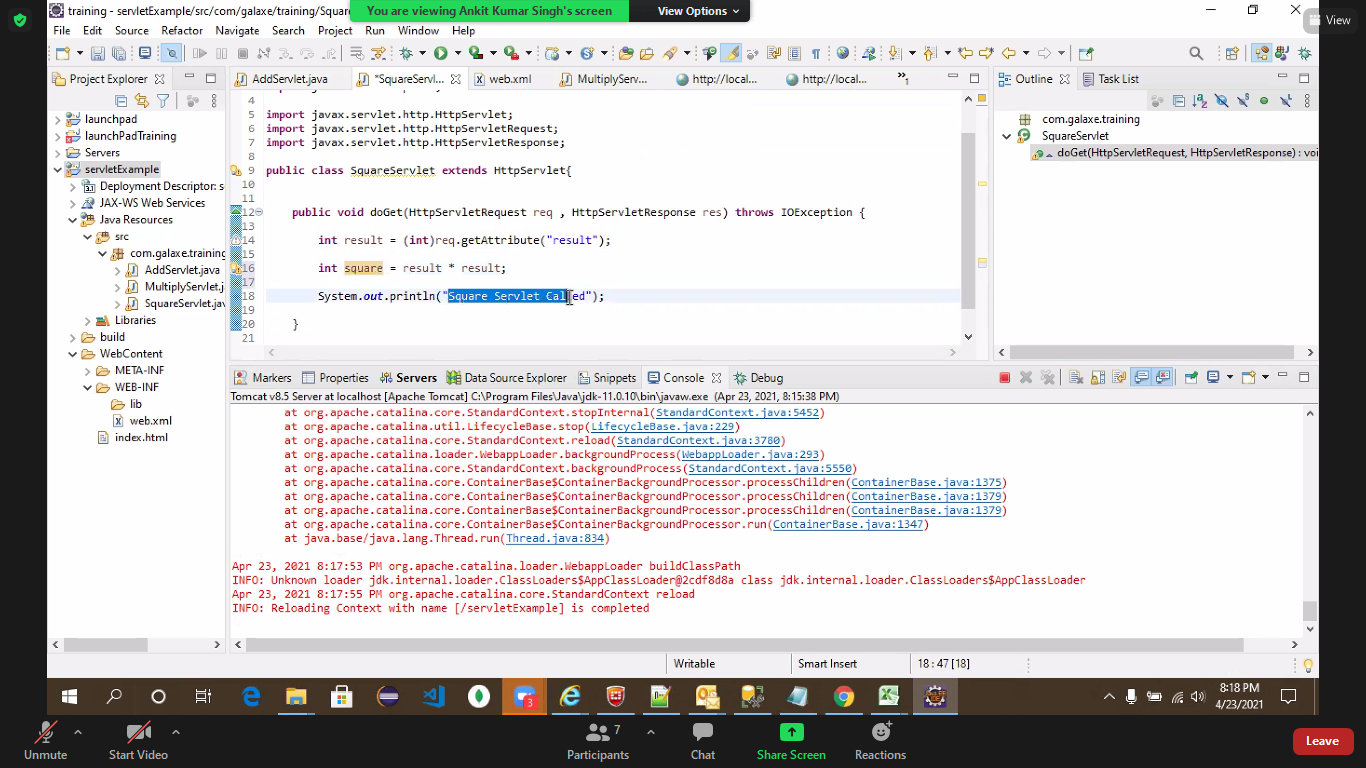 training - servletExample/src/com/galaxe/training/Squar
You are viewing Ankit Kumar Singh's screen
View Options
View
File Edit Source Refactor Navigate Search Project Run Window Help
Project Explorer
AddServlet.java
*SquareServl...
web.xml
MultiplyServ...
http://local...
http://local...
»1
Outline
Task List
launchpad
launchPadTraining
Servers
servletExample
Deployment Descriptor: s
JAX-WS Web Services
Java Resources
src
com.galaxe.training
AddServlet.java
MultiplyServlet.j
SquareServlet.jav
Libraries
build
WebContent
META-INF
WEB-INF
lib
web.xml
index.html
4
5 import javax.servlet.http.HttpServlet;
6 import javax.servlet.http.HttpServletRequest;
7 import javax.servlet.http.HttpServletResponse;
8
9 public class SquareServlet extends HttpServlet{
10
11
12 public void doGet(HttpServletRequest req , HttpServletResponse res) throws IOException {
13
14 int result = (int)req.getAttribute("result");
15
16 int square = result * result;
17
18 System.out.println("Square Servlet Called");
19
20 }
21
com.galaxe.training
SquareServlet
doGet(HttpServletRequest, HttpServletResponse) : voi
Markers
Properties
Servers
Data Source Explorer
Snippets
Console
Debug
Tomcat v8.5 Server at localhost [Apache Tomcat] C:\Program Files\Java\jdk-11.0.10\bin\javaw.exe (Apr 23, 2021, 8:15:38 PM)
at org.apache.catalina.core.StandardContext.stopInternal(StandardContext.java:5452)
at org.apache.catalina.util.LifecycleBase.stop(LifecycleBase.java:229)
at org.apache.catalina.core.StandardContext.reload(StandardContext.java:3780)
at org.apache.catalina.loader.WebappLoader.backgroundProcess(WebappLoader.java:293)
at org.apache.catalina.core.StandardContext.backgroundProcess(StandardContext.java:5550)
at org.apache.catalina.core.ContainerBase$ContainerBackgroundProcessor.processChildren(ContainerBase.java:1375)
at org.apache.catalina.core.ContainerBase$ContainerBackgroundProcessor.processChildren(ContainerBase.java:1379)
at org.apache.catalina.core.ContainerBase$ContainerBackgroundProcessor.processChildren(ContainerBase.java:1379)
at org.apache.catalina.core.ContainerBase$ContainerBackgroundProcessor.run(ContainerBase.java:1347)
at java.base/java.lang.Thread.run(Thread.java:834)
Apr 23, 2021 8:17:53 PM org.apache.catalina.loader.WebappLoader buildClassPath
INFO: Unknown loader jdk.internal.loader.ClassLoaders$AppClassLoader@2cdf8d8a class jdk.internal.loader.ClassLoaders$AppClassLoader
Apr 23, 2021 8:17:55 PM org.apache.catalina.core.StandardContext reload
INFO: Reloading Context with name [/servletExample] is completed
Writable
Smart Insert
18 : 47 [18]
3
8:18 PM
4/23/2021
Unmute
Start Video
7
Participants
Chat
Share Screen
Reactions
Leave